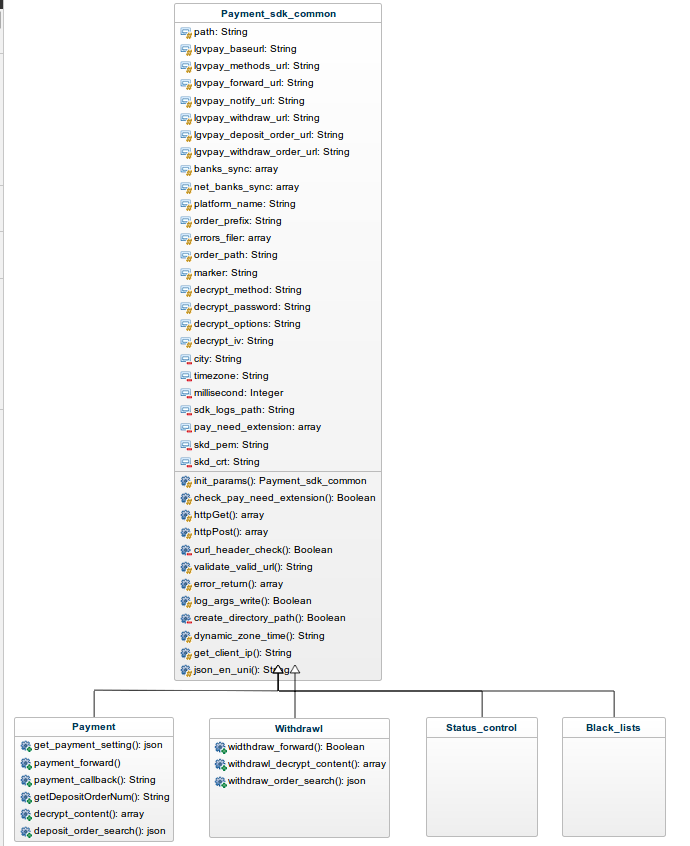 Payment_sdk_common
path: String
lgvpay_baseurl: String
lgvpay_methods_url: String
lgvpay_forward_url: String
lgvpay_notify_url: String
lgvpay_withdraw_url: String
lgvpay_deposit_order_url: String
lgvpay_withdraw_order_url: String
banks_sync: array
net_banks_sync: array
platform_name: String
order_prefix: String
errors_filer: array
order_path: String
marker: String
decrypt_method: String
decrypt_password: String
decrypt_options: String
decrypt_iv: String
city: String
timezone: String
millisecond: Integer
sdk_logs_path: String
pay_need_extension: array
skd_pem: String
skd_crt: String
init_params(): Payment_sdk_common
check_pay_need_extension(): Boolean
httpGet(): array
httpPost(): array
curl_header_check(): Boolean
validate_valid_url(): String
error_return(): array
log_args_write(): Boolean
create_directory_path(): Boolean
dynamic_zone_time(): String
get_client_ip(): String
json_en_uni(): String
Payment
get_payment_setting(): json
payment_forward()
payment_callback(): String
getDepositOrderNum(): String
decrypt_content(): array
deposit_order_search(): json
Withdrawl
widthdraw_forward(): Boolean
withdrawl_decrypt_content(): array
withdraw_order_search(): json
Status_control
Black_lists